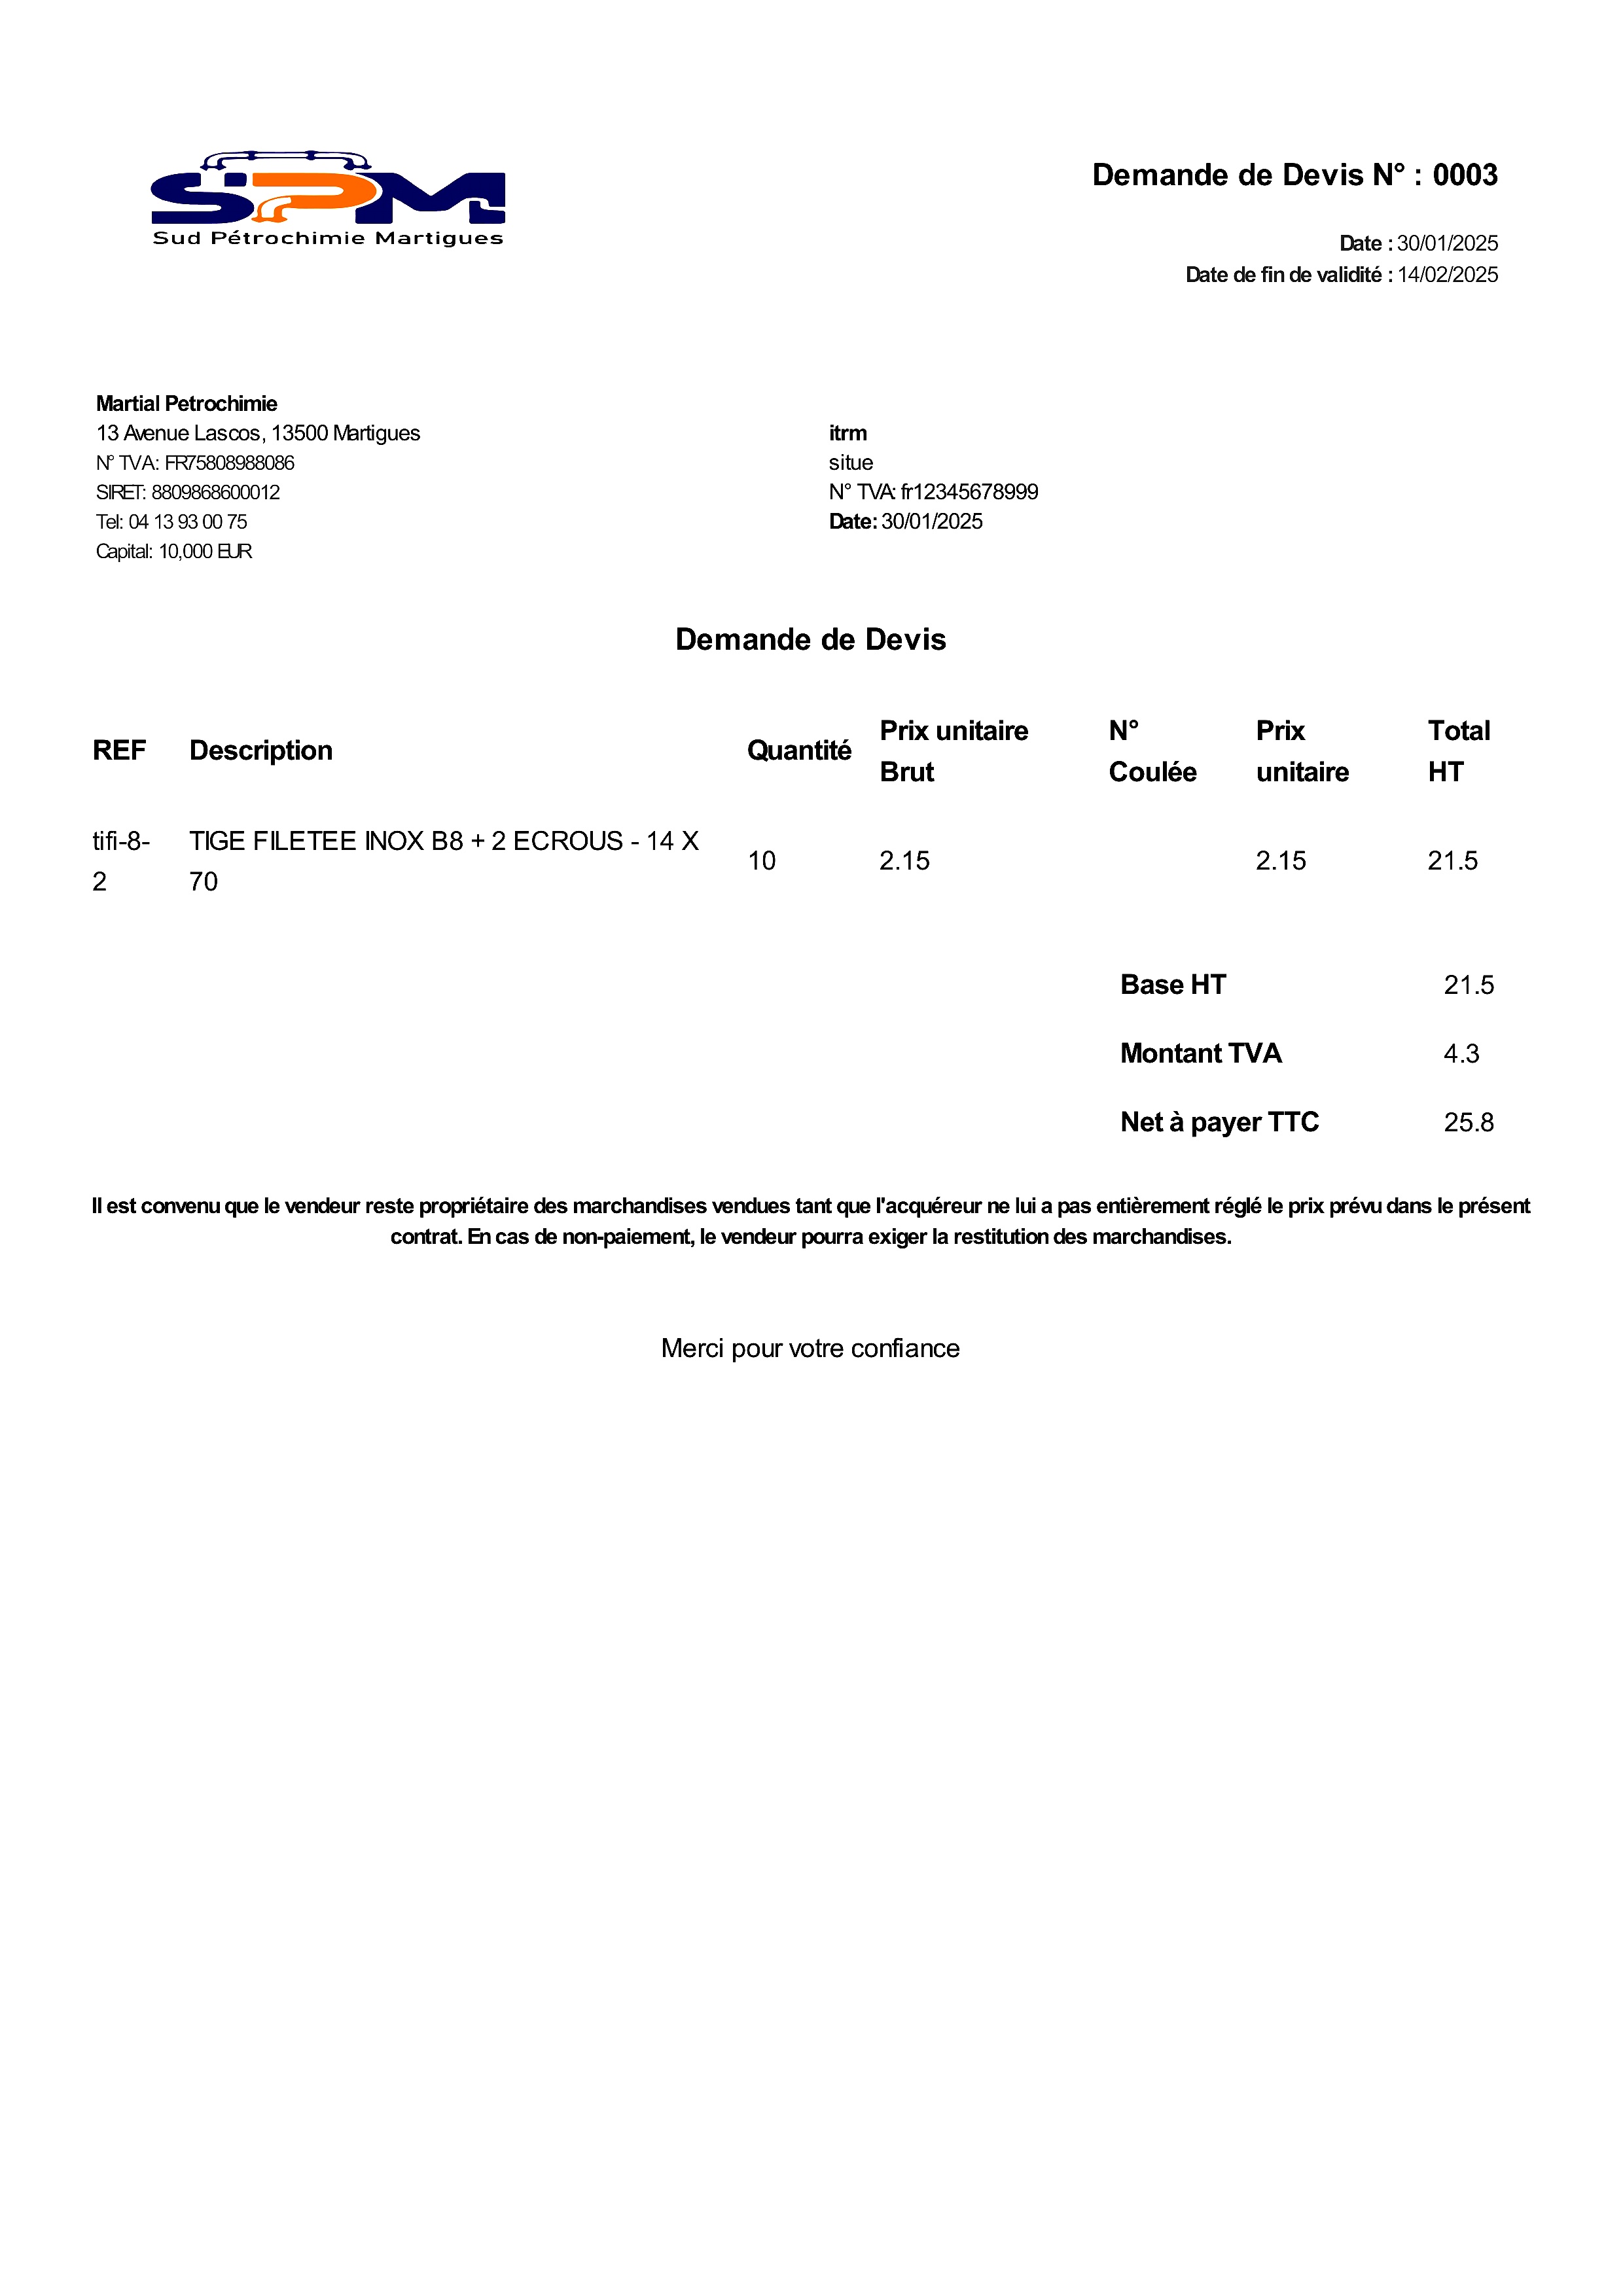 SPM
Sud Pétrochimie Martigues
Demande de Devis N° : 0003
Date : 30/01/2025
Date de fin de validité : 14/02/2025
Martial Petrochimie
13 Avenue Lascos, 13500 Martigues
N° TVA: FR75808988086
SIRET: 8809868600012
Tel: 04 13 93 00 75
Capital: 10,000 EUR
itrm
situe
N° TVA: fr12345678999
Date: 30/01/2025
Demande de Devis
REF Description Quantité Prix unitaire Brut N° Coulée Prix unitaire Total HT
tifi-8-2 TIGE FILETEE INOX B8 + 2 ECROUS - 14 X 70 10 2.15 2.15 21.5
Base HT 21.5
Montant TVA 4.3
Net à payer TTC 25.8
Il est convenu que le vendeur reste propriétaire des marchandises vendues tant que l'acquéreur ne lui a pas entièrement réglé le prix prévu dans le présent
contrat. En cas de non-paiement, le vendeur pourra exiger la restitution des marchandises.
Merci pour votre confiance